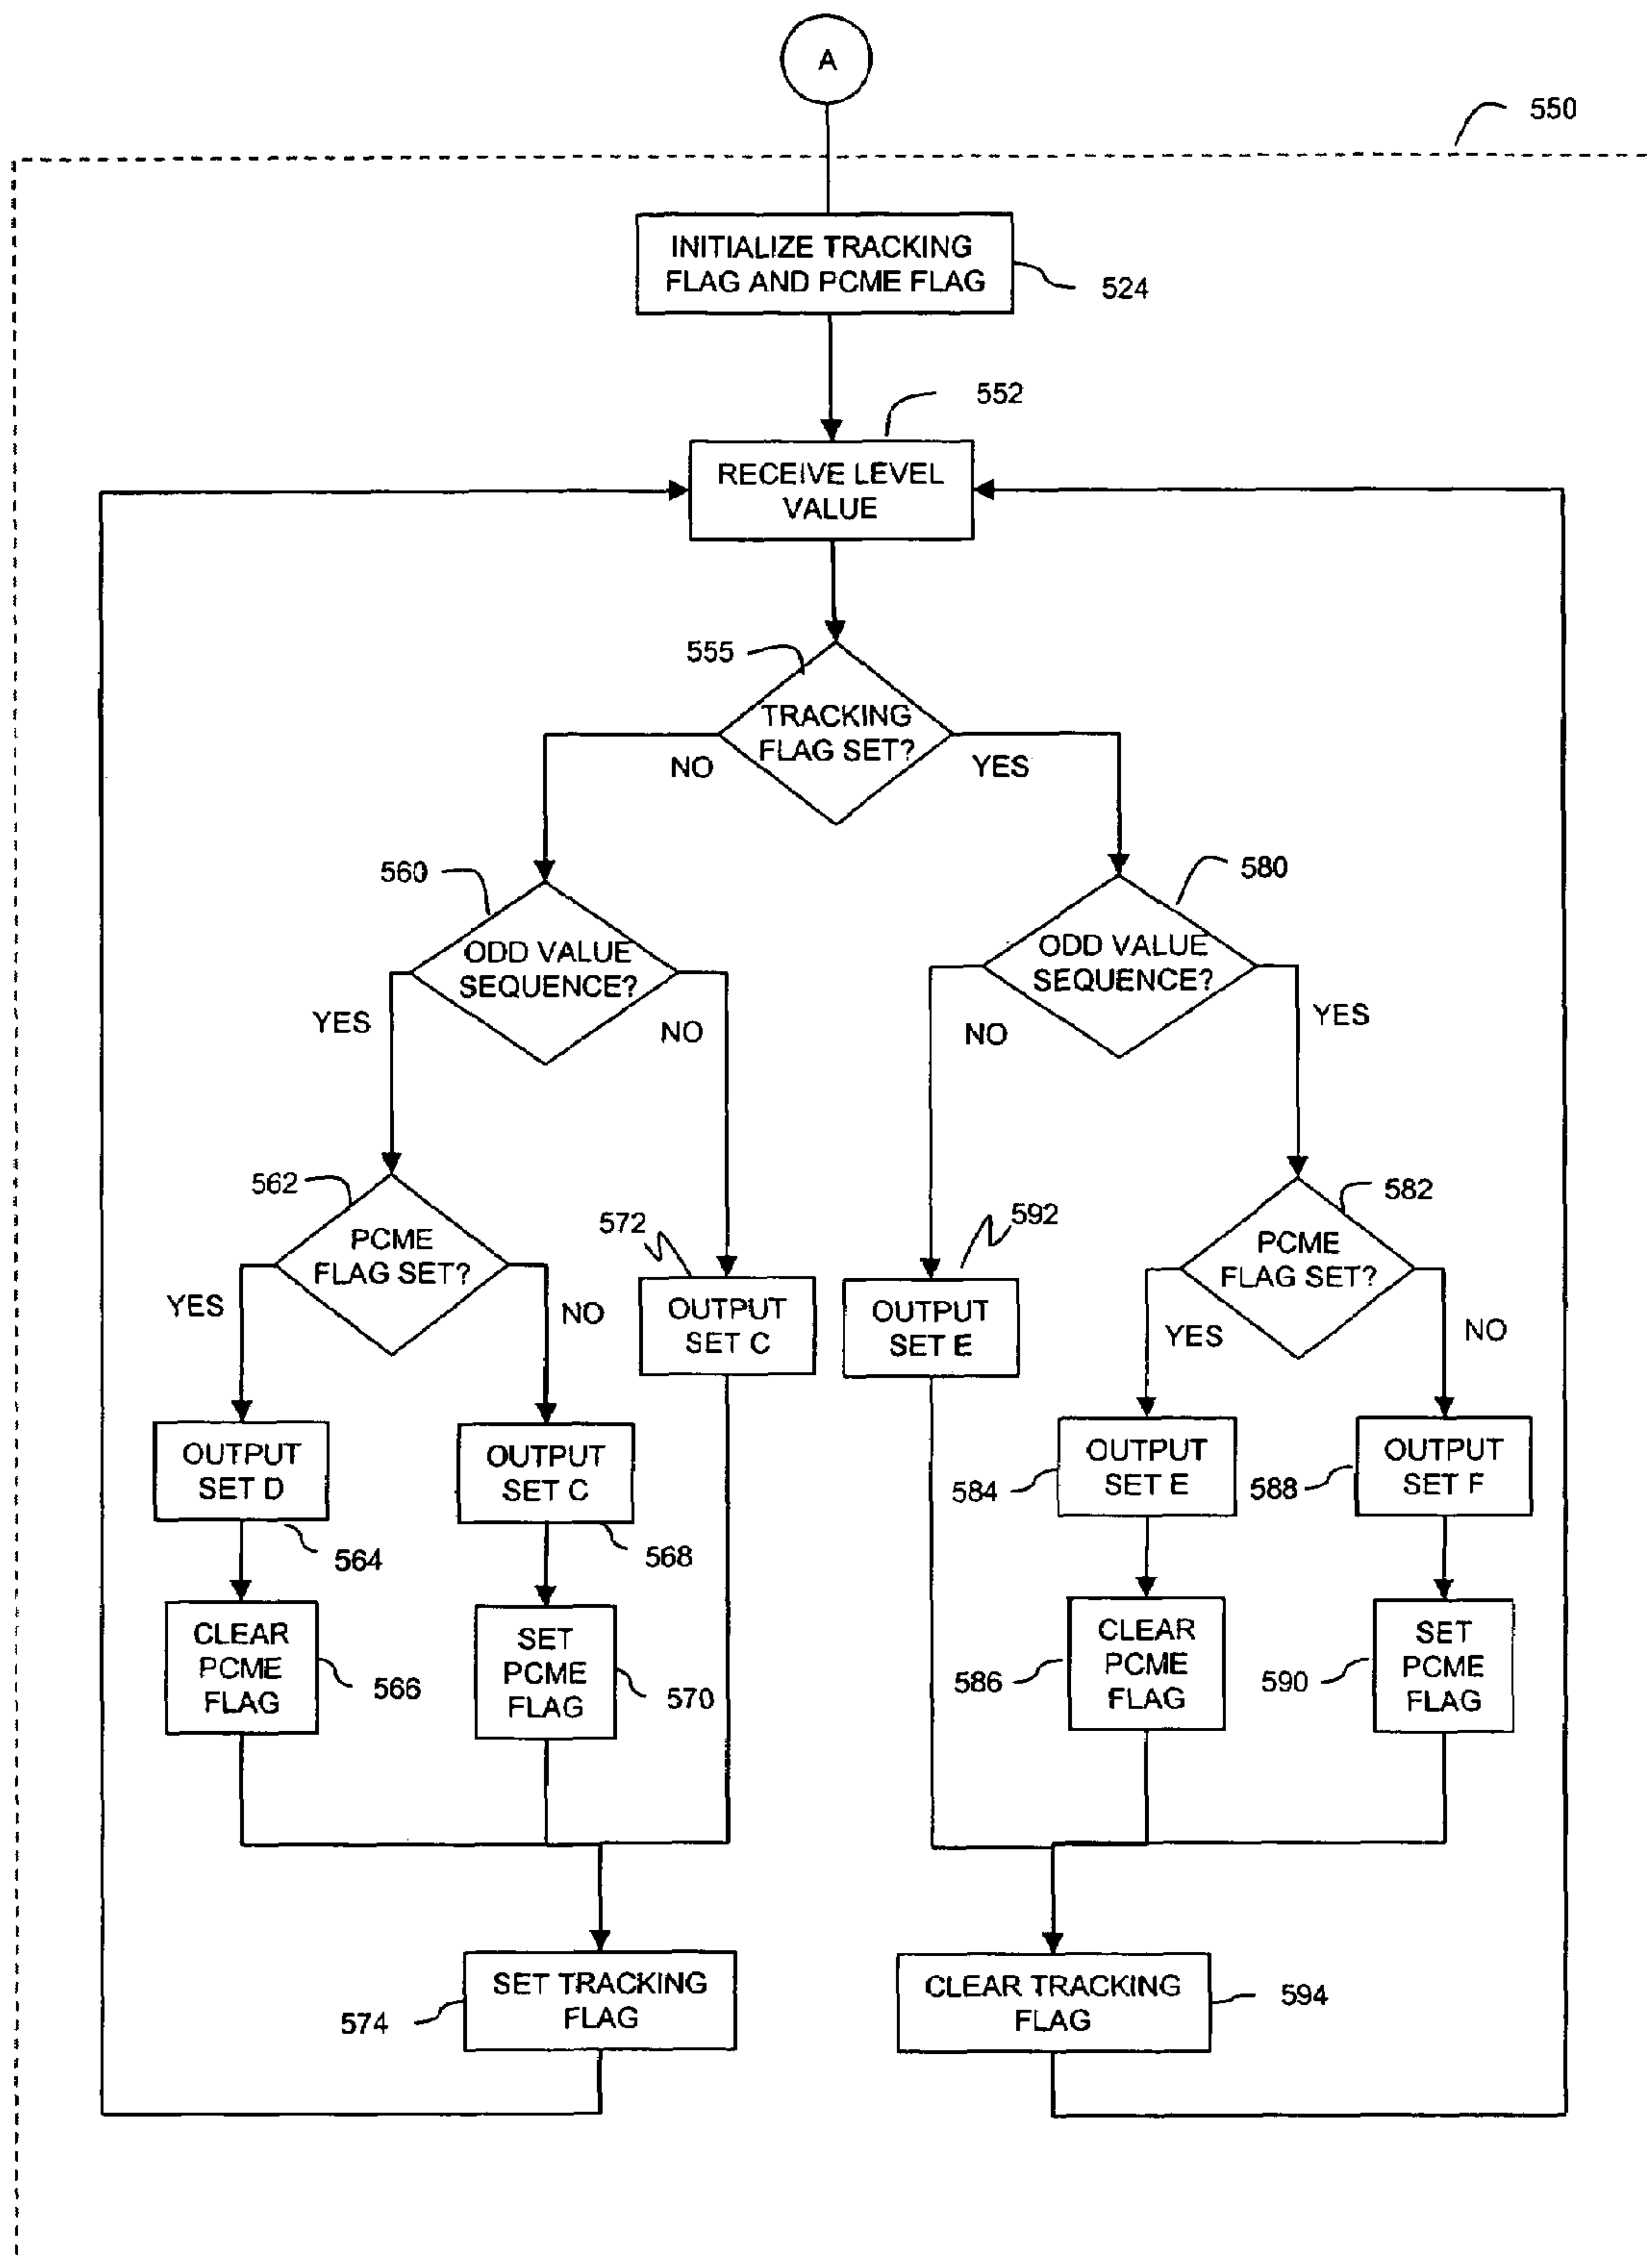 A
550
INITIALIZE TRACKING
FLAG AND PCME FLAG
524
552
RECEIVE LEVEL
VALUE
555
TRACKING
FLAG SET?
NO
YES
560
580
ODD VALUE
SEQUENCE?
ODD VALUE
SEQUENCE?
YES
NO
NO
YES
562
582
572
592
PCME
FLAG SET?
PCME
FLAG SET?
YES
NO
OUTPUT
SET C
OUTPUT
SET E
YES
NO
OUTPUT
SET D
OUTPUT
SET C
OUTPUT
SET E
OUTPUT
SET F
564
568
584
588
CLEAR
PCME
FLAG
SET
PCME
FLAG
CLEAR
PCME
FLAG
SET
PCME
FLAG
566
570
586
590
SET TRACKING
FLAG
CLEAR TRACKING
FLAG
574
594